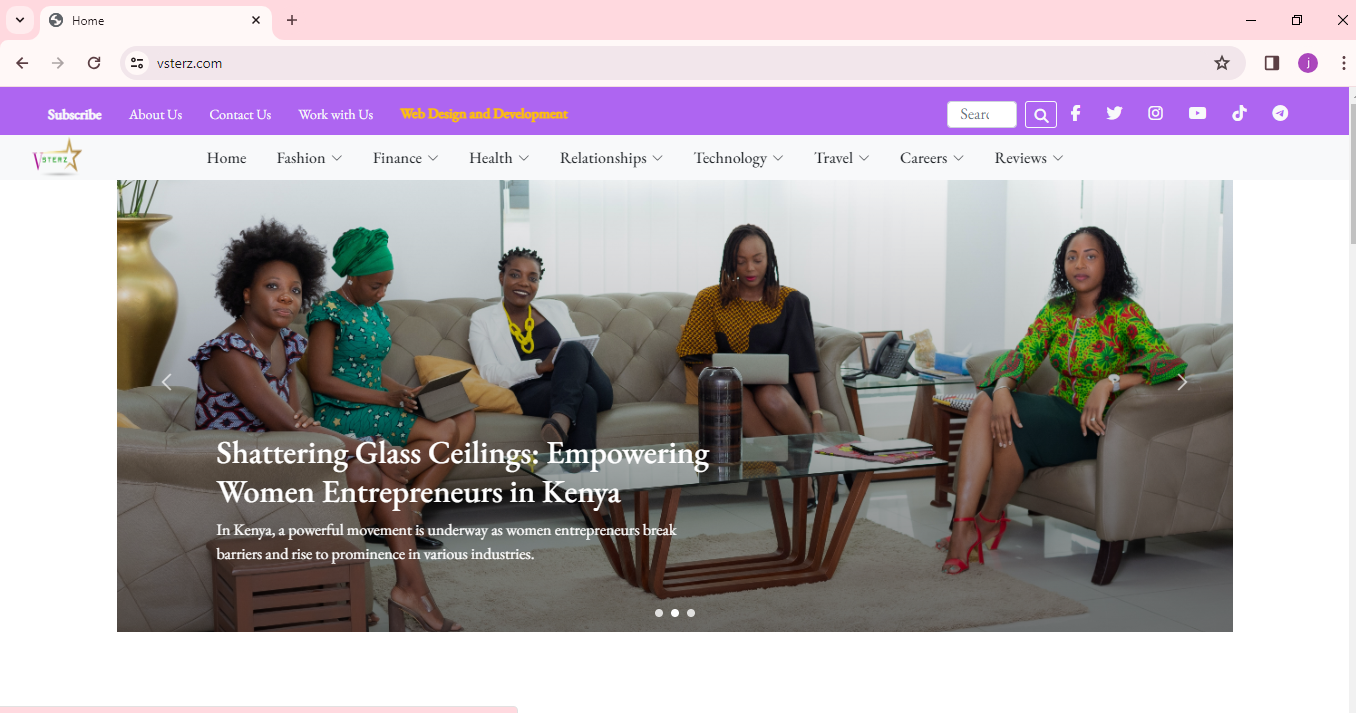 Home
vsterz.com
j
Subscribe
About Us
Contact Us
Work with Us
Web Design and Development
Searc
VSTERZ
Home
Fashion
Finance
Health
Relationships
Technology
Travel
Careers
Reviews
Shattering Glass Ceilings: Empowering
Women Entrepreneurs in Kenya
In Kenya, a powerful movement is underway as women entrepreneurs break
barriers and rise to prominence in various industries.